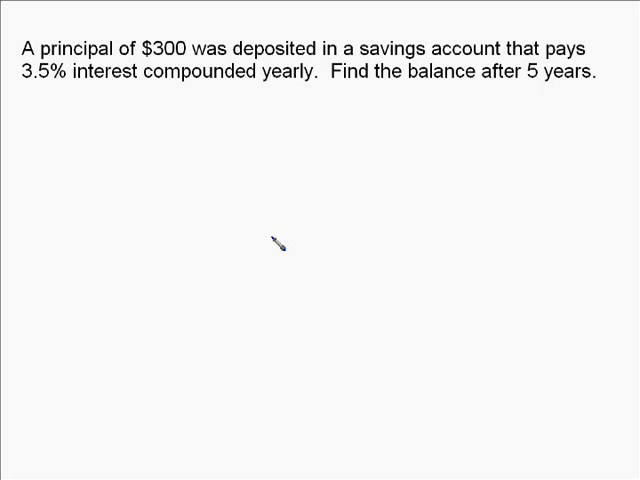 A principal of $300 was deposited in a savings account that pays
3.5% interest compounded yearly.  Find the balance after 5 years.